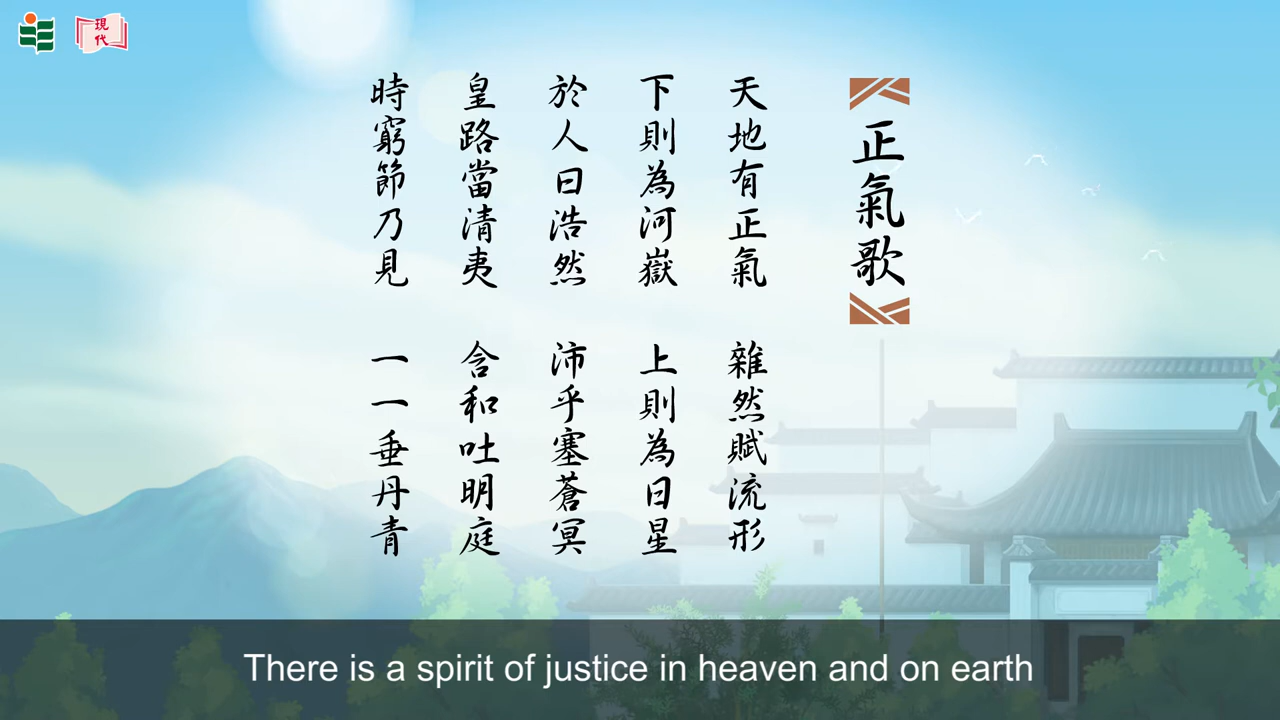 現代
正氣歌
天地有正氣 雜然賦流形
下則為河嶽 上則為日星
於人曰浩然 沛乎塞蒼冥
皇路當清夷 含和吐明庭
時窮節乃見 一一垂丹青
There is a spirit of justice in heaven and on earth